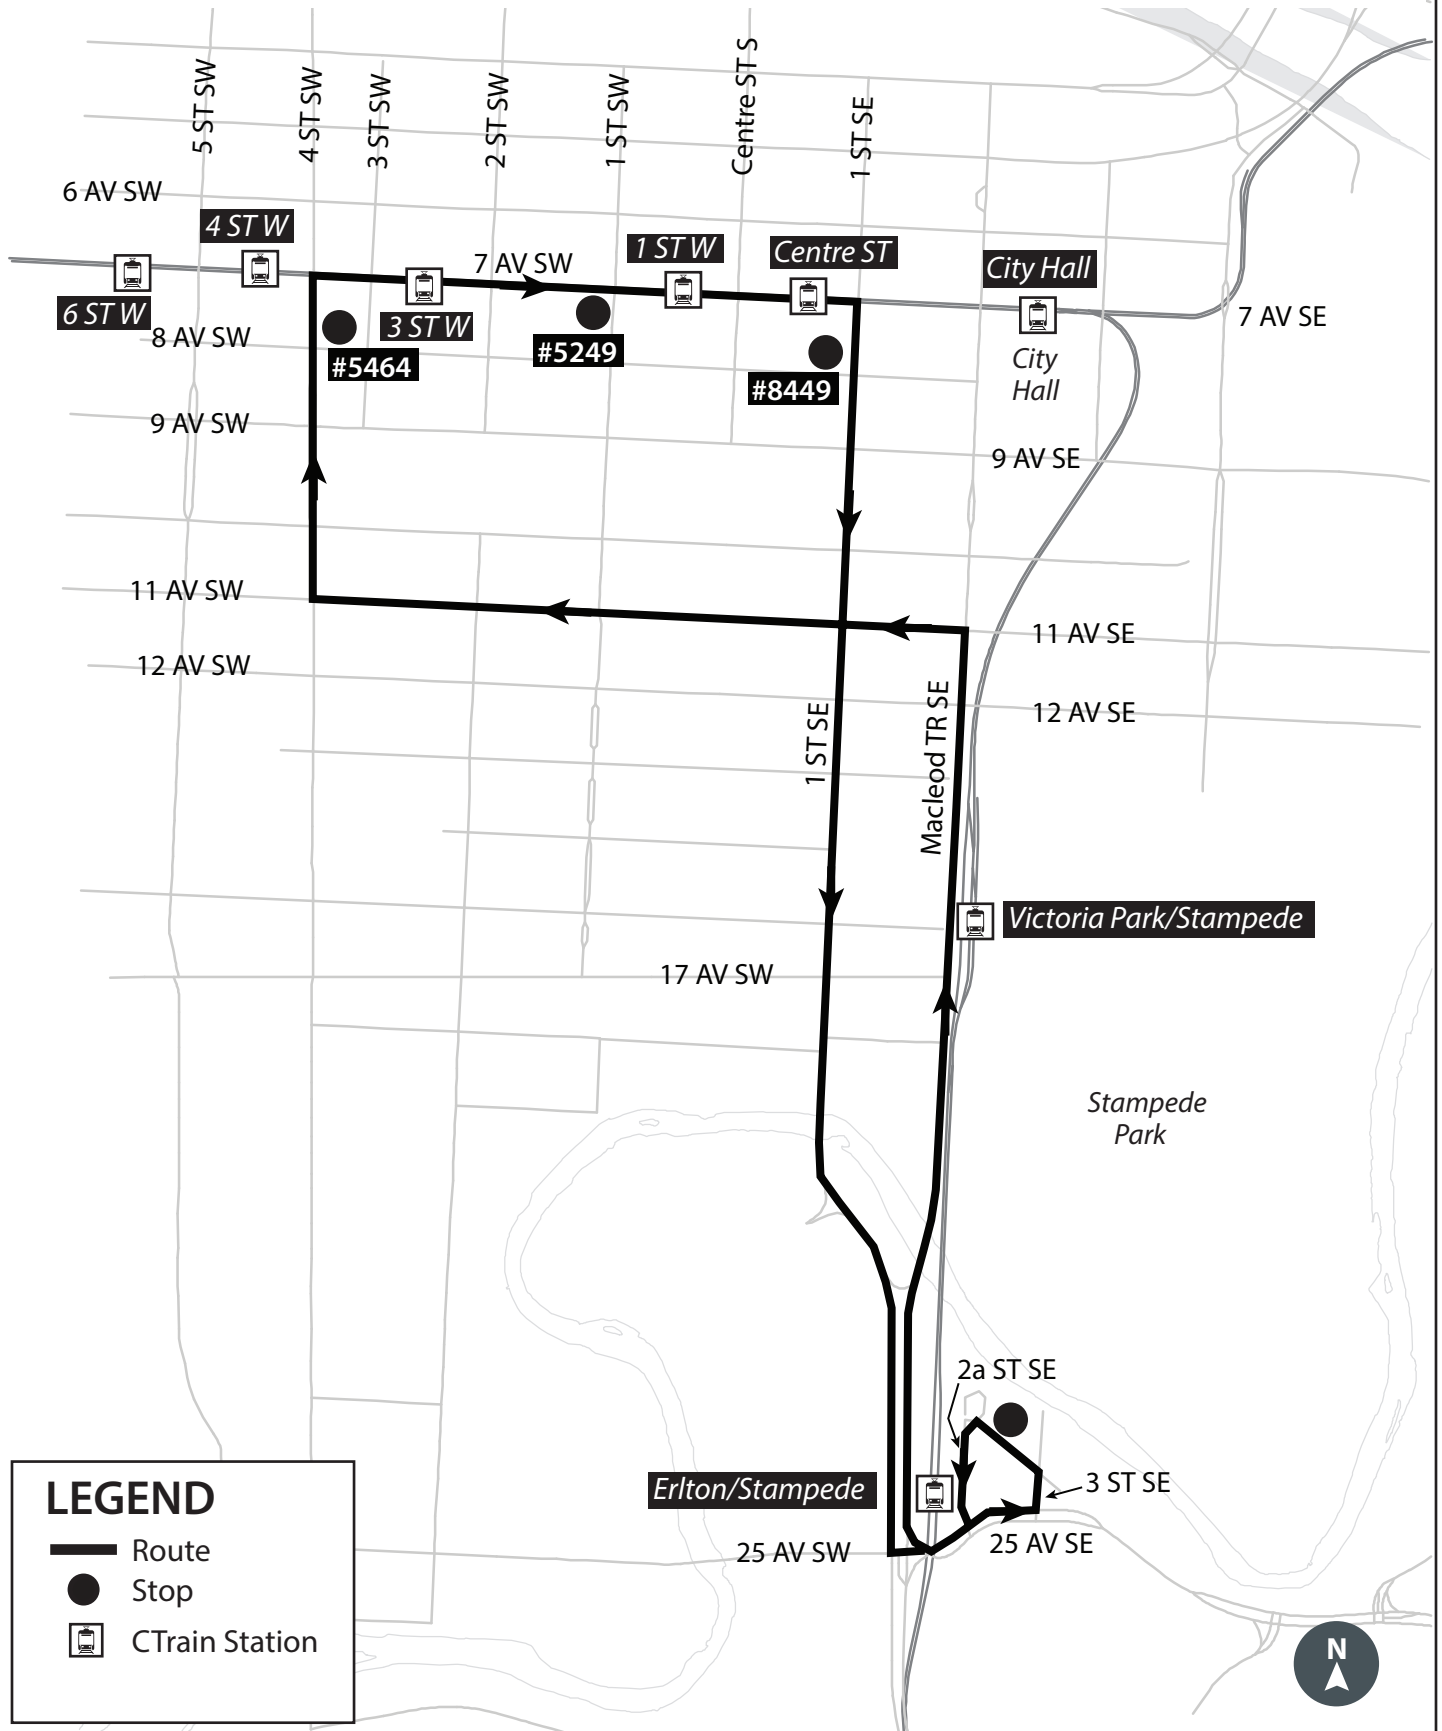 5 ST SW
4 ST SW
3 ST SW
2 ST SW
1 ST SW
Centre ST S
1 ST SE
6 AV SW
4 ST W
7 AV SW
1 ST W
Centre ST
City Hall
6 ST W
3 ST W
7 AV SE
8 AV SW
#5464
#5249
#8449
City
Hall
9 AV SW
9 AV SE
11 AV SW
11 AV SE
12 AV SW
12 AV SE
1 ST SE
Macleod TR SE
Victoria Park/Stampede
17 AV SW
Stampede
Park
2a ST SE
Erlton/Stampede
3 ST SE
25 AV SW
25 AV SE
LEGEND
Route
Stop
CTrain Station
N